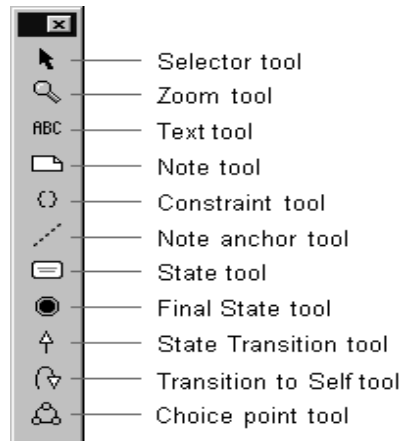 Selector tool
Zoom tool
ABC Text tool
Note tool
Constraint tool
Note anchor tool
State tool
Final State tool
State Transition tool
Transition to Self tool
Choice point tool